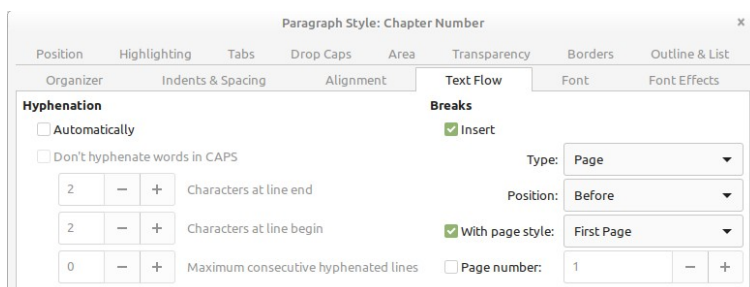 Paragraph Style: Chapter Number ×
Position Highlighting Tabs Drop Caps Area Transparency Borders Outline & List
Organizer Indents & Spacing Alignment Text Flow Font Font Effects
Hyphenation
Automatically
Don't hyphenate words in CAPS
2 − + Characters at line end
2 − + Characters at line begin
0 − + Maximum consecutive hyphenated lines
Breaks
Insert
Type: Page
Position: Before
With page style: First Page
Page number: 1 − +